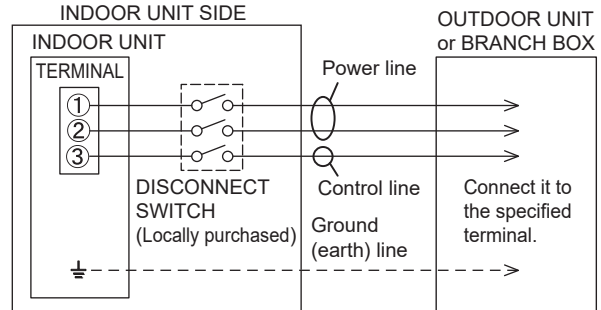 INDOOR UNIT SIDE
INDOOR UNIT
TERMINAL
①
②
③
DISCONNECT
SWITCH
(Locally purchased)
Power line
Control line
Ground
(earth) line
OUTDOOR UNIT
or BRANCH BOX
Connect it to
the specified
terminal.